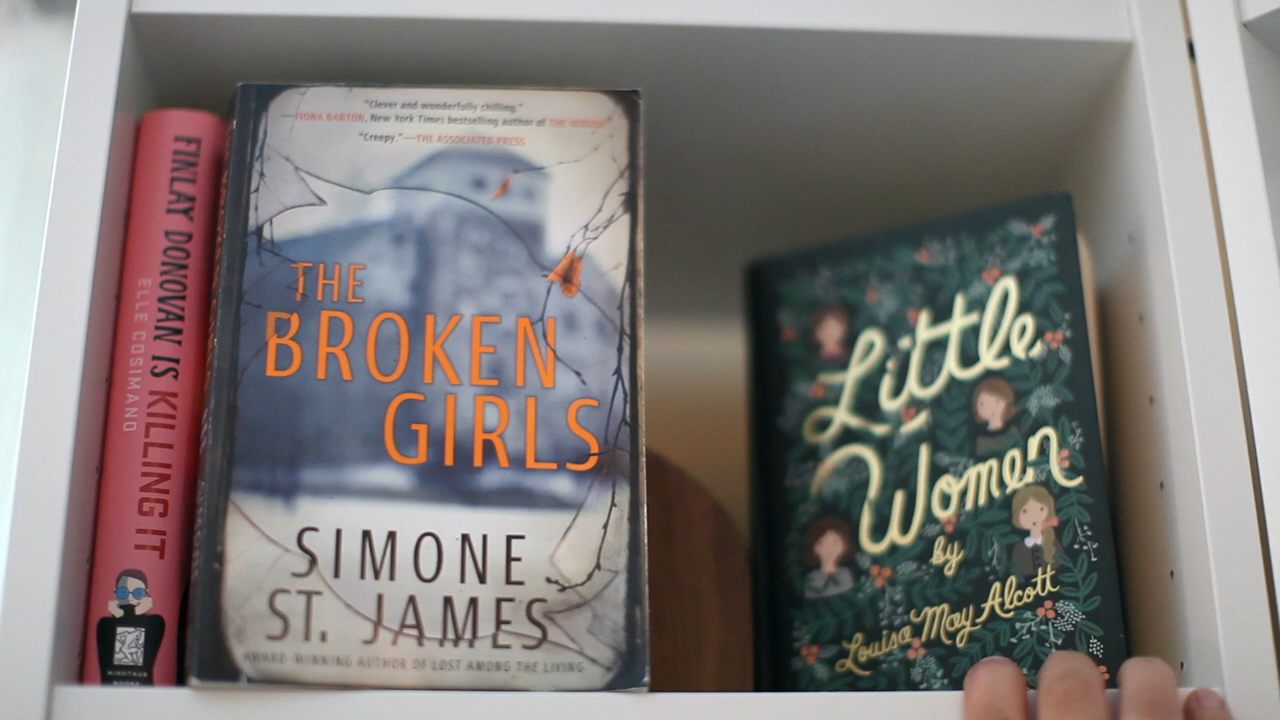 FINLAY DONOVAN IS KILLING IT
ELLE COSIMANO
MINOTAUR
BOOKS
"Clever and wonderfully chilling."
—FIONA BARTON, New York Times bestselling author of THE WIDOW
"Creepy."—THE ASSOCIATED PRESS
THE
BROKEN
GIRLS
SIMONE
ST. JAMES
AWARD-WINNING AUTHOR OF LOST AMONG THE LIVING
Little
Women
by
Louisa May Alcott